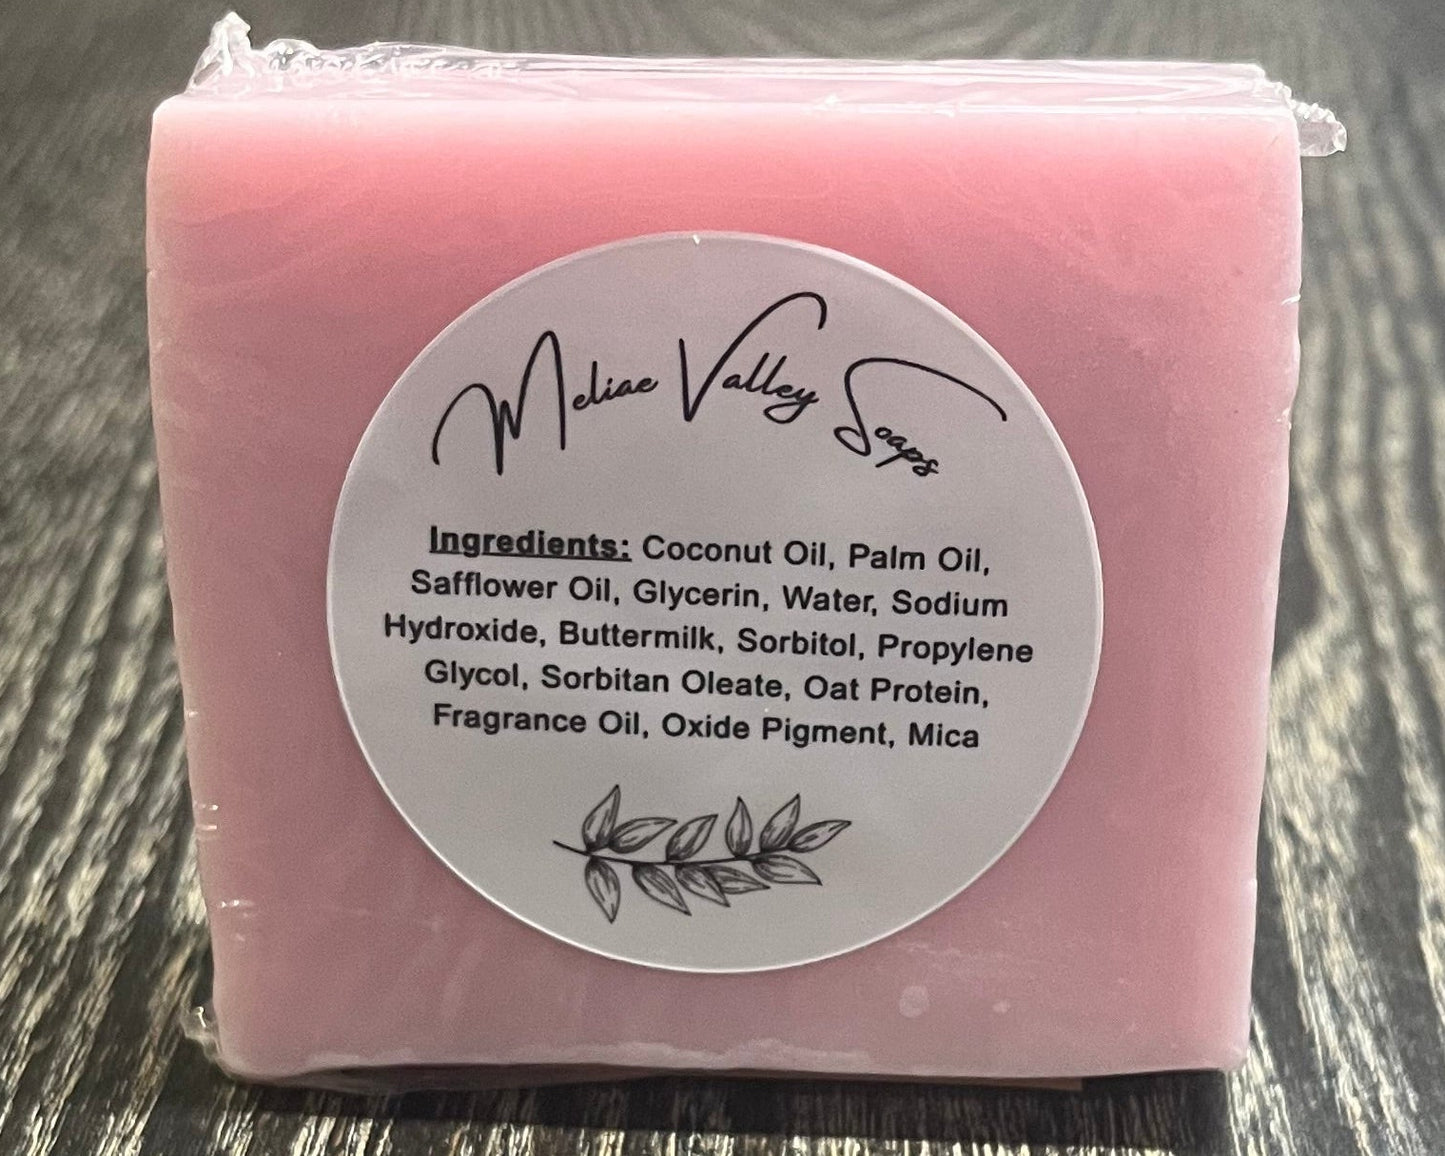 Meliae Valley Soaps
Ingredients: Coconut Oil, Palm Oil,
Safflower Oil, Glycerin, Water, Sodium
Hydroxide, Buttermilk, Sorbitol, Propylene
Glycol, Sorbitan Oleate, Oat Protein,
Fragrance Oil, Oxide Pigment, Mica